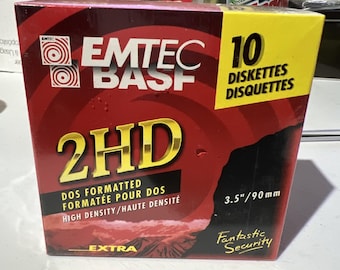 EMTEC
EMTEC
BASF
10
DISKETTES
DISQUETTES
2HD
DOS FORMATTED
FORMATÉE POUR DOS
HIGH DENSITY/HAUTE DENSITÉ
3.5"/90mm
EXTRA
Fantastic
Security